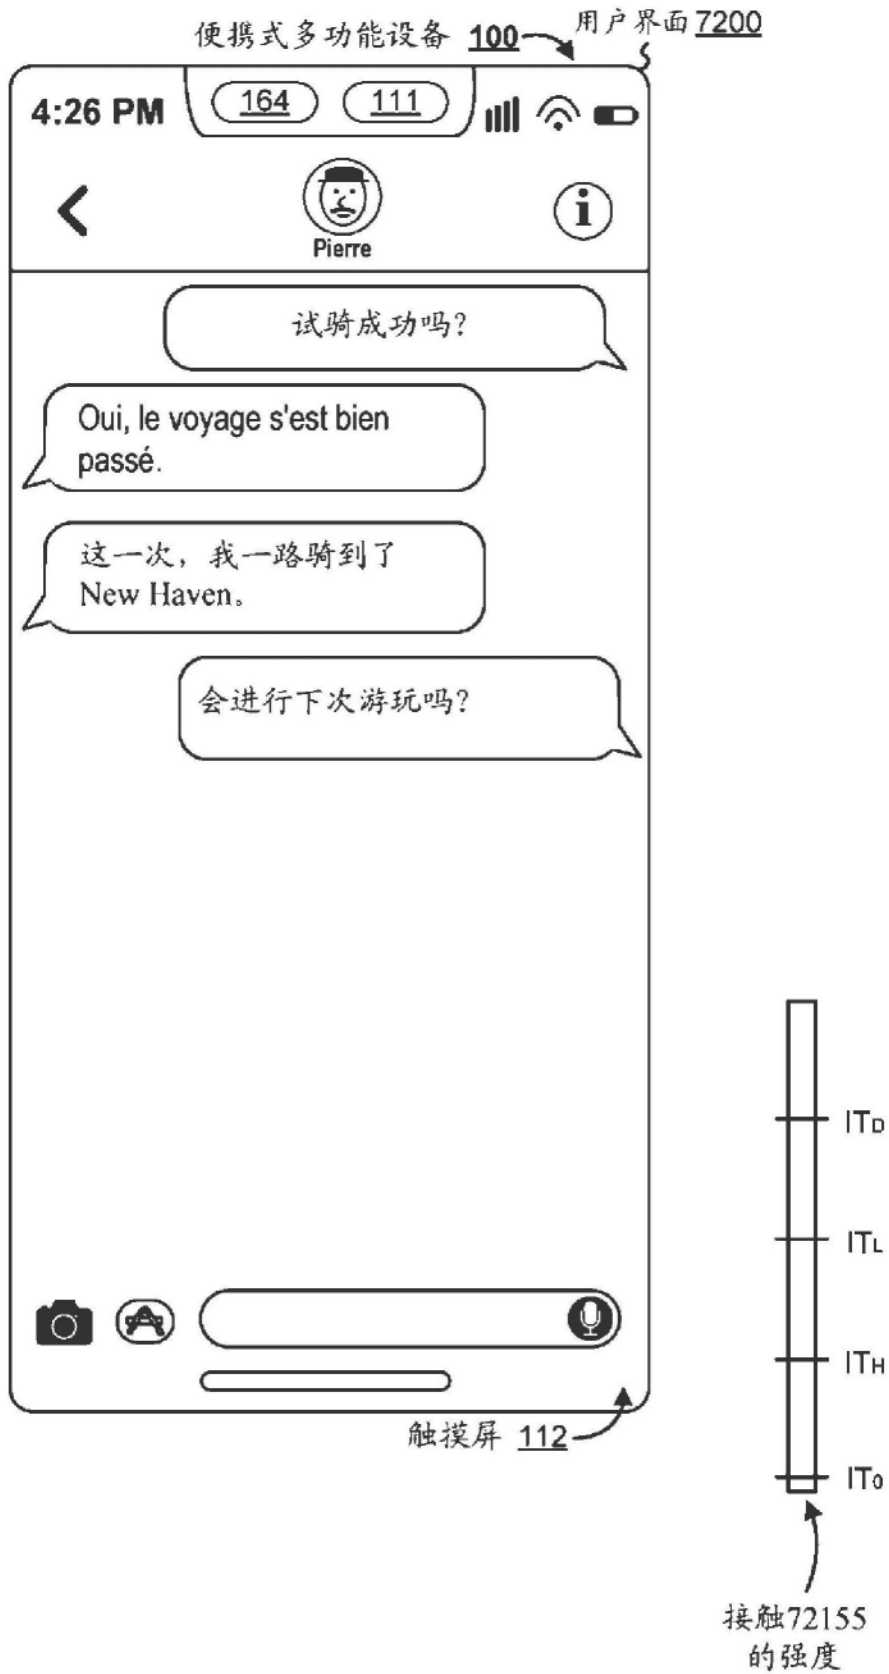 便携式多功能设备 100
用户界面 7200
4:26 PM
164
111
Pierre
试骑成功吗?
Oui, le voyage s'est bien
passé.
这一次，我一路骑到了
New Haven。
会进行下次游玩吗?
ITD
ITL
ITH
IT0
触摸屏 112
接触72155
的强度